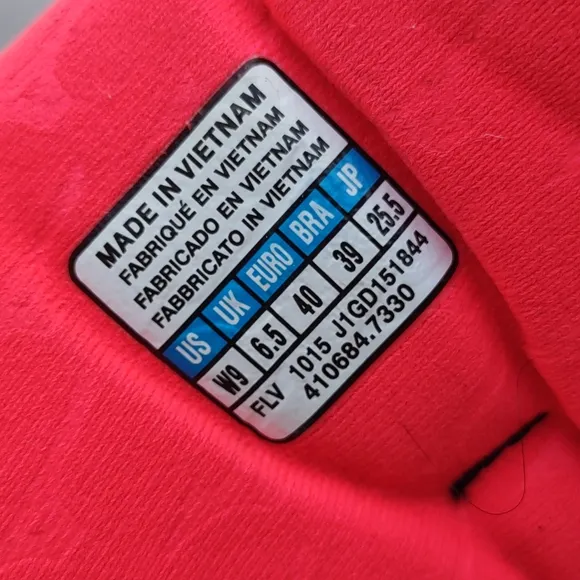 MADE IN VIETNAM
FABRIQUÉ EN VIETNAM
FABRICADO EN VIETNAM
FABBRICATO IN VIETNAM
US UK EURO BRA JP
W9 6.5 40 39 25.5
FLV 1015 J1GD151844
410684.7330